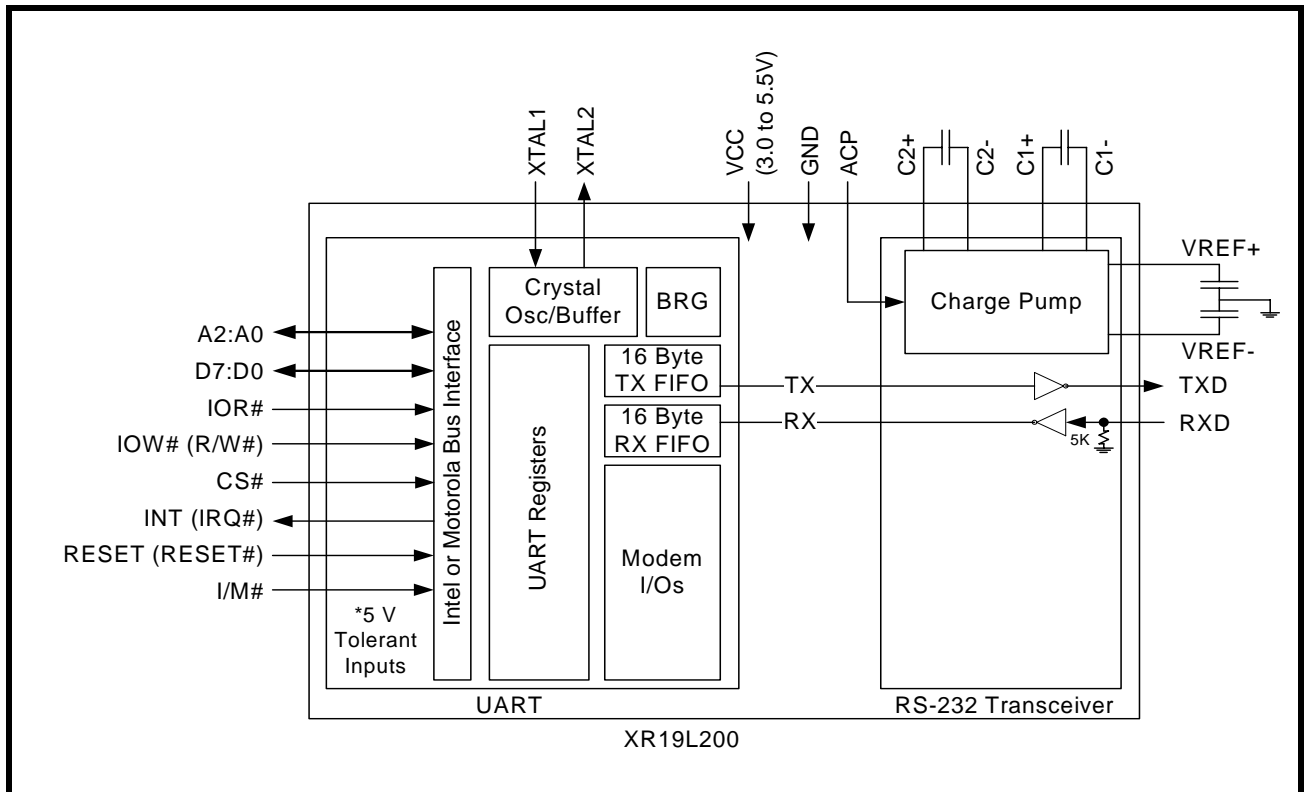 XTAL1
XTAL2
VCC
(3.0 to 5.5V)
GND
ACP
C2+
C2-
C1+
C1-
VREF+
VREF-
Crystal
Osc/Buffer
BRG
Charge Pump
A2:A0
D7:D0
IOR#
IOW# (R/W#)
CS#
INT (IRQ#)
RESET (RESET#)
I/M#
*5 V
Tolerant
Inputs
Intel or Motorola Bus Interface
UART Registers
16 Byte
TX FIFO
16 Byte
RX FIFO
Modem
I/Os
TX
RX
5K
TXD
RXD
UART
RS-232 Transceiver
XR19L200